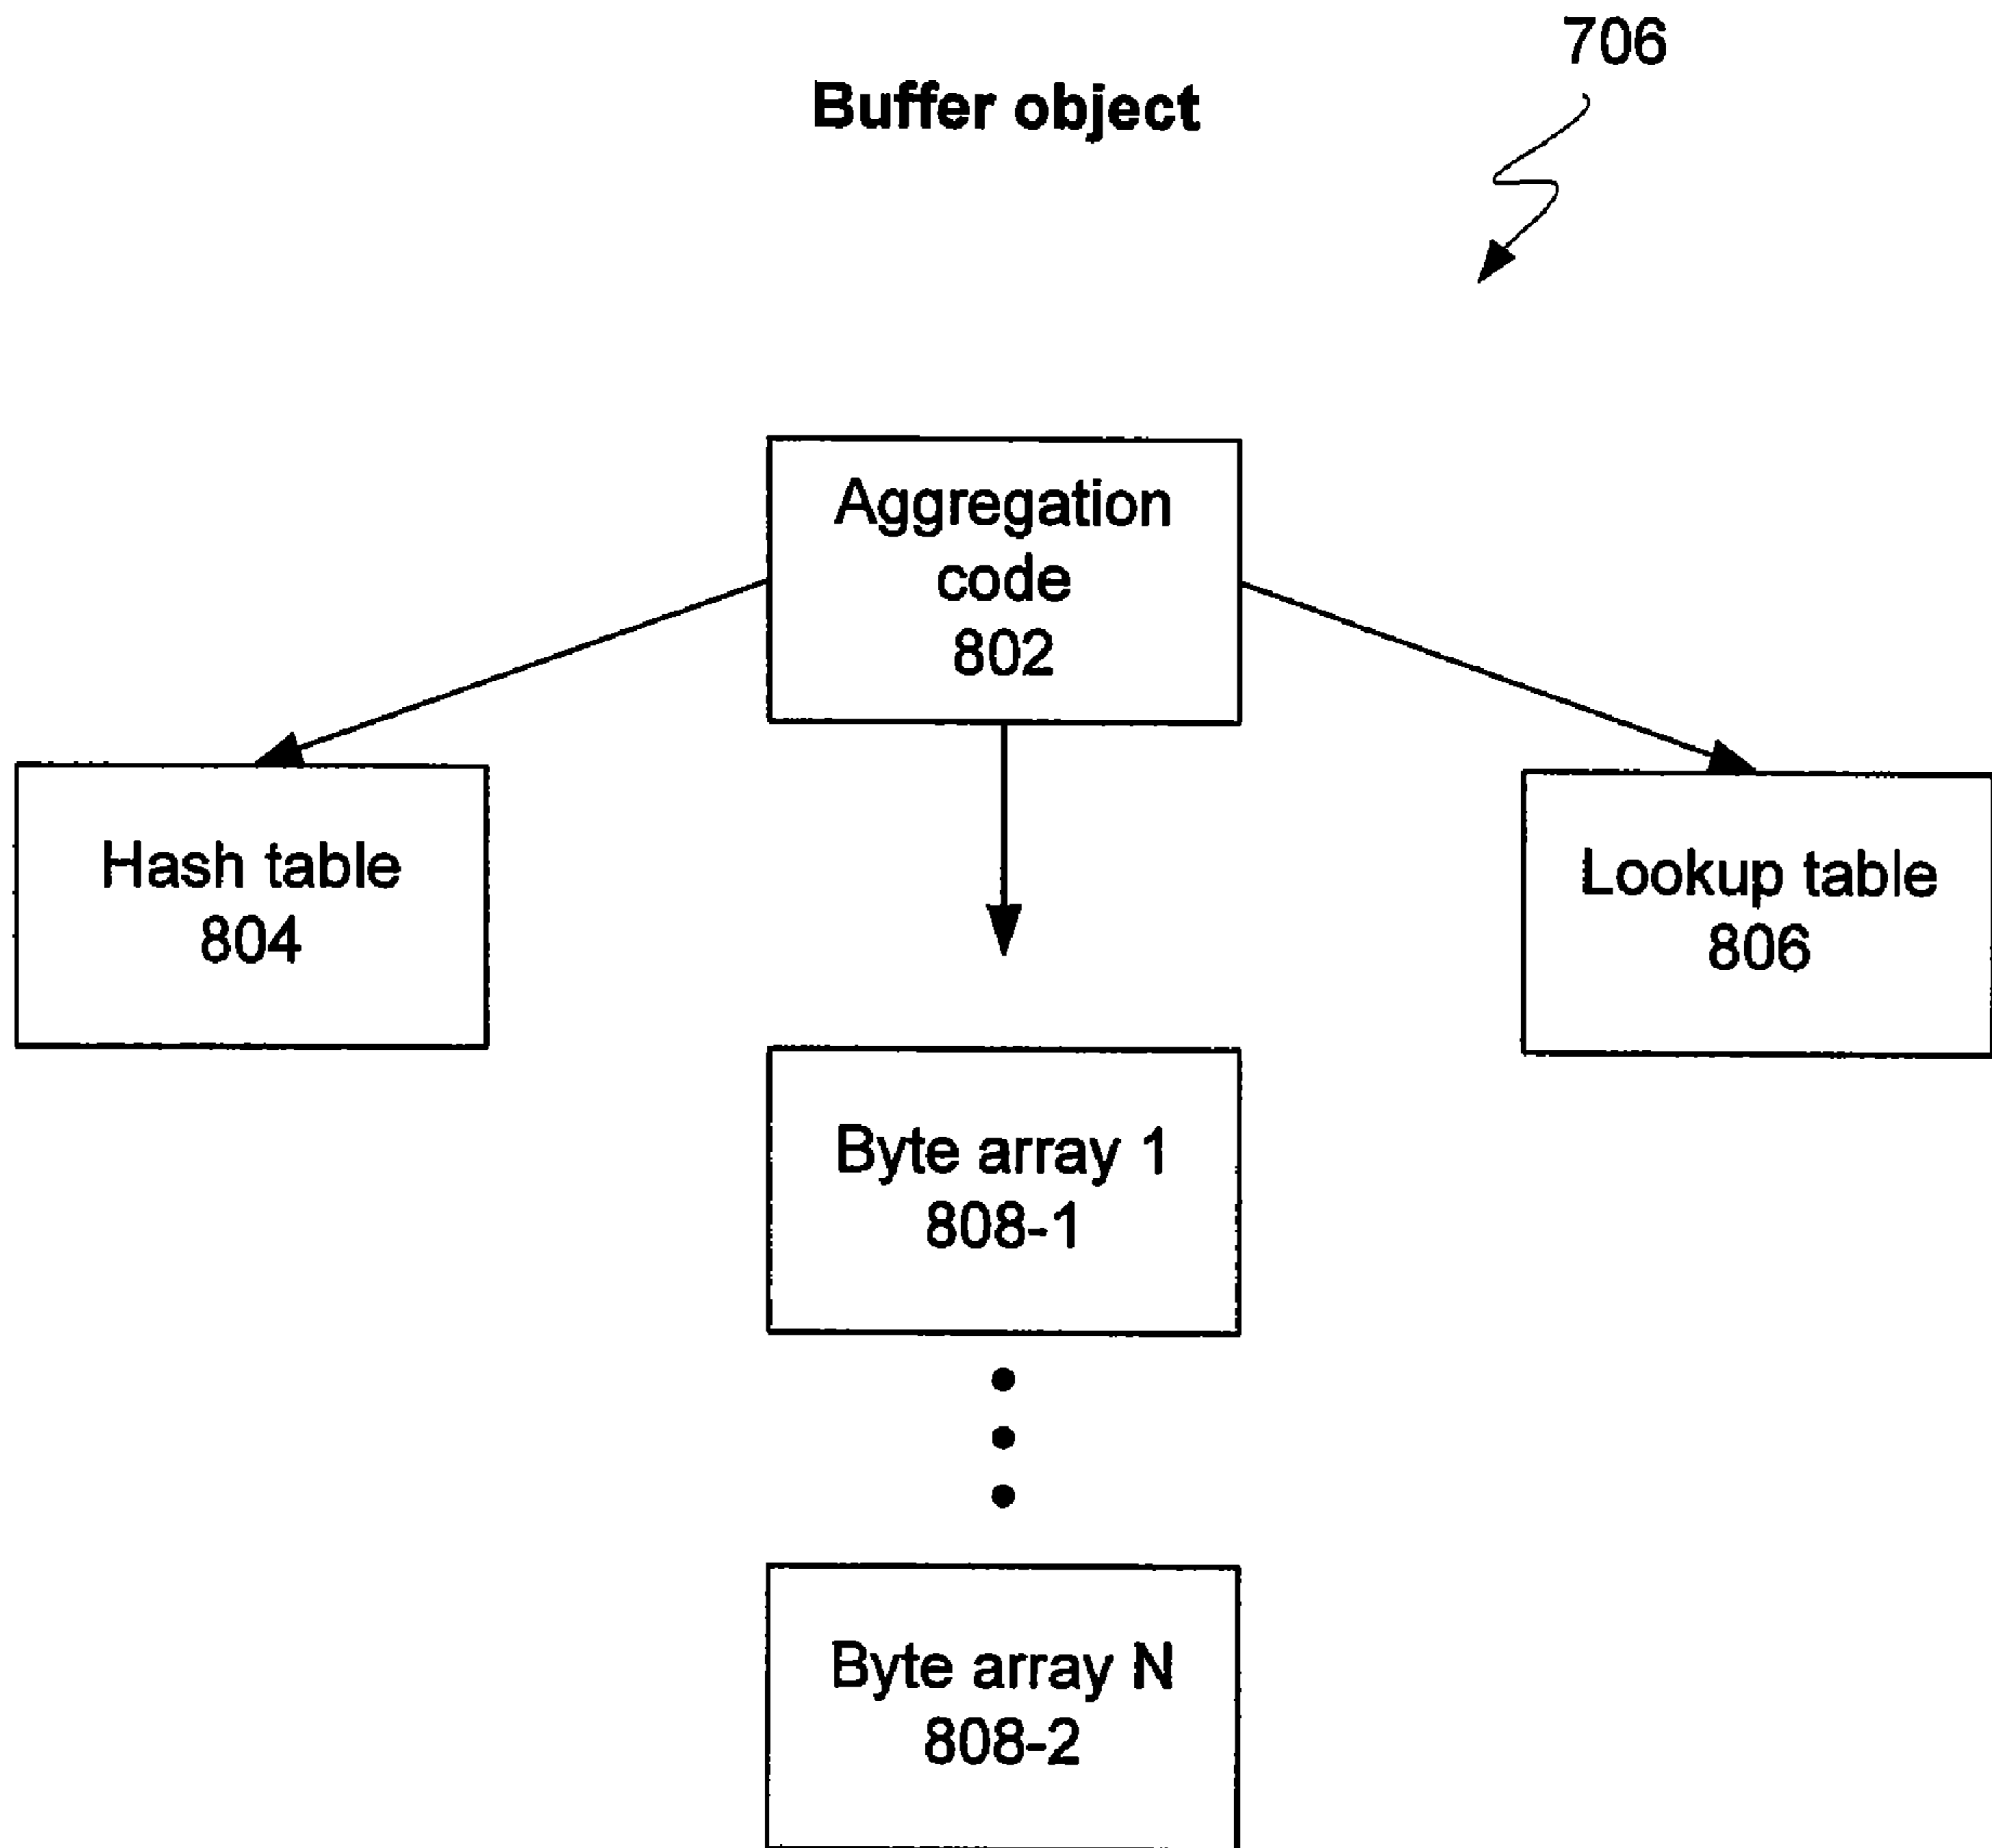 706
Buffer object
Aggregation
code
802
Hash table
804
Lookup table
806
Byte array 1
808-1
Byte array N
808-2